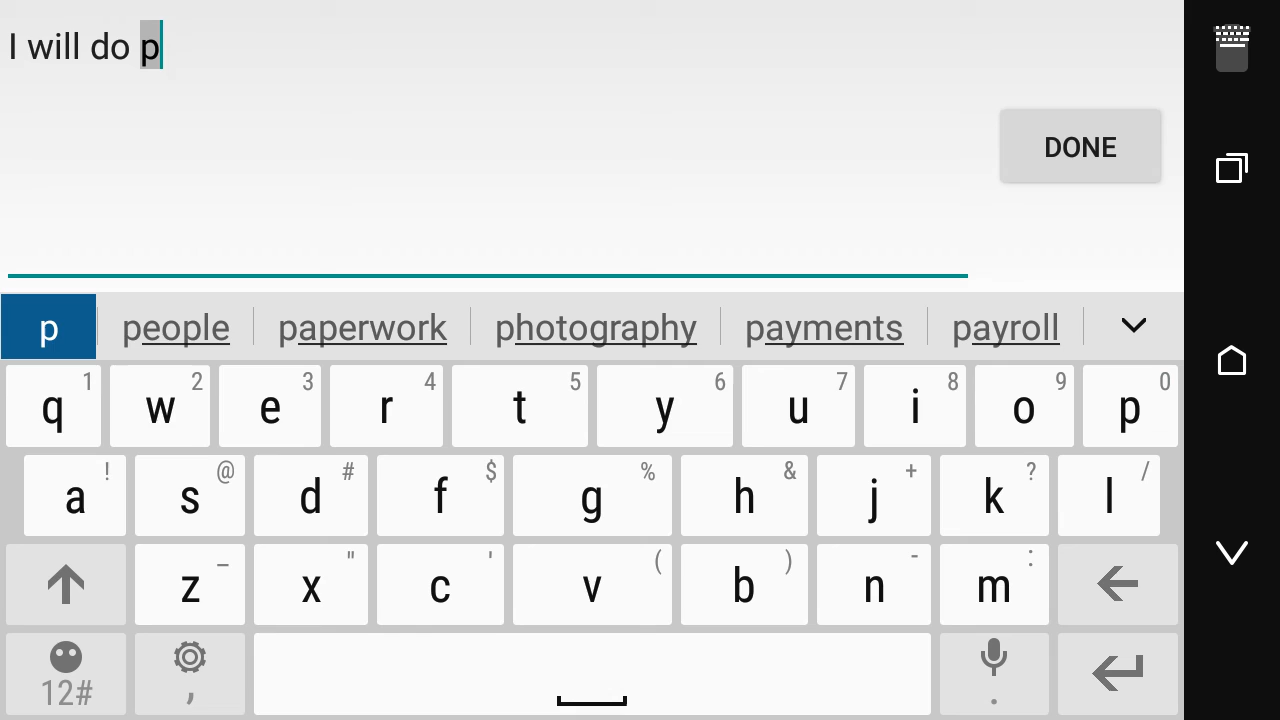 I will do p
DONE
p people paperwork photography payments payroll
q 1 w 2 e 3 r 4 t 5 y 6 u 7 i 8 o 9 p 0
a ! s @ d # f $ g % h & j + k ? l /
z _ x " c ' v ( b ) n - m :
12# , .